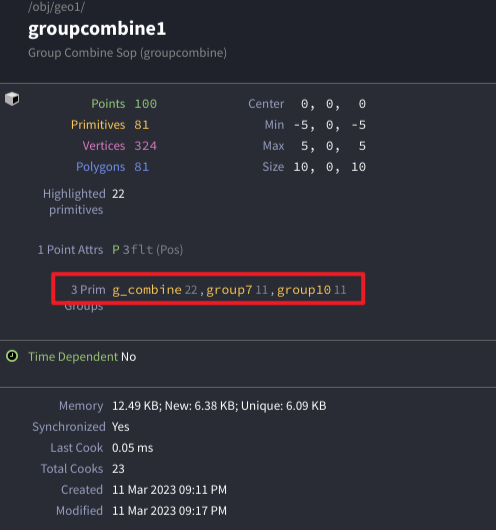 /obj/geo1/
groupcombine1
Group Combine Sop (groupcombine)
Points 100 Center 0, 0, 0
Primitives 81 Min -5, 0, -5
Vertices 324 Max 5, 0, 5
Polygons 81 Size 10, 0, 10
Highlighted 22
primitives
1 Point Attrs P 3flt (Pos)
3 Prim g_combine 22, group7 11, group10 11
Groups
Time Dependent No
Memory 12.49 KB; New: 6.38 KB; Unique: 6.09 KB
Synchronized Yes
Last Cook 0.05 ms
Total Cooks 23
Created 11 Mar 2023 09:11 PM
Modified 11 Mar 2023 09:17 PM